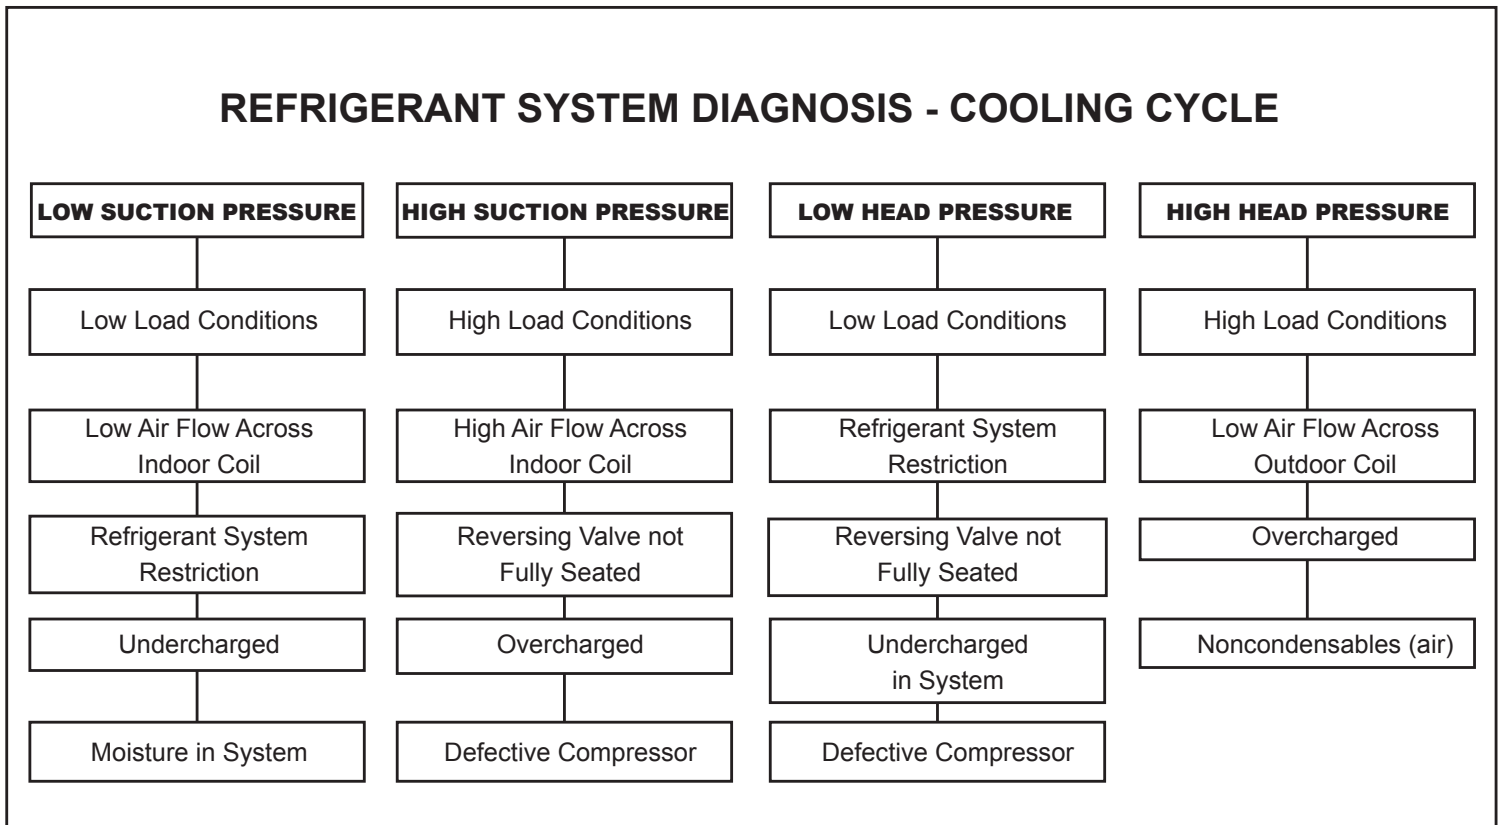 REFRIGERANT SYSTEM DIAGNOSIS - COOLING CYCLE
LOW SUCTION PRESSURE
Low Load Conditions
Low Air Flow Across
Indoor Coil
Refrigerant System
Restriction
Undercharged
Moisture in System
HIGH SUCTION PRESSURE
High Load Conditions
High Air Flow Across
Indoor Coil
Reversing Valve not
Fully Seated
Overcharged
Defective Compressor
LOW HEAD PRESSURE
Low Load Conditions
Refrigerant System
Restriction
Reversing Valve not
Fully Seated
Undercharged
in System
Defective Compressor
HIGH HEAD PRESSURE
High Load Conditions
Low Air Flow Across
Outdoor Coil
Overcharged
Noncondensables (air)